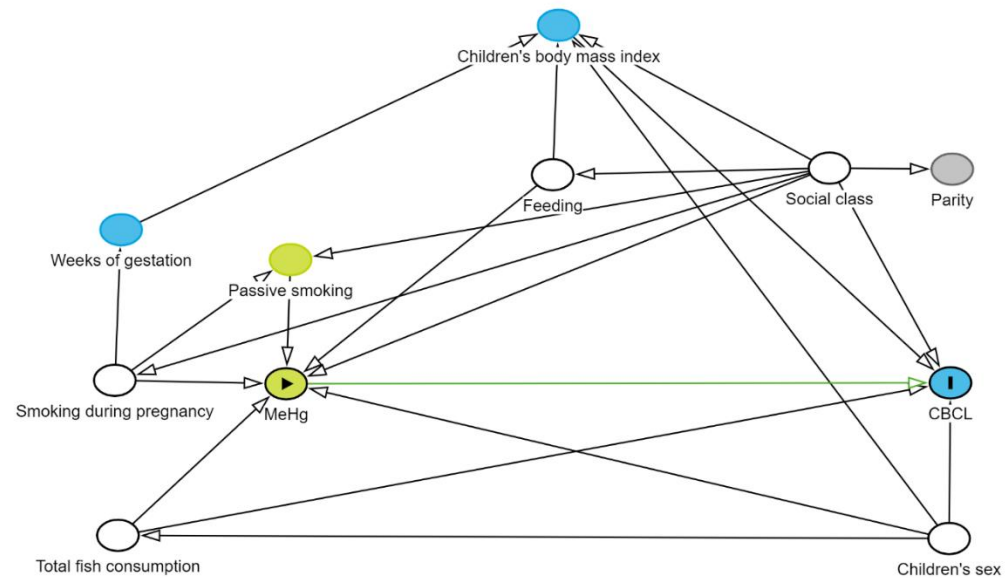 Children's body mass index
Feeding
Social class
Parity
Weeks of gestation
Passive smoking
Smoking during pregnancy
MeHg
CBCL
Total fish consumption
Children's sex